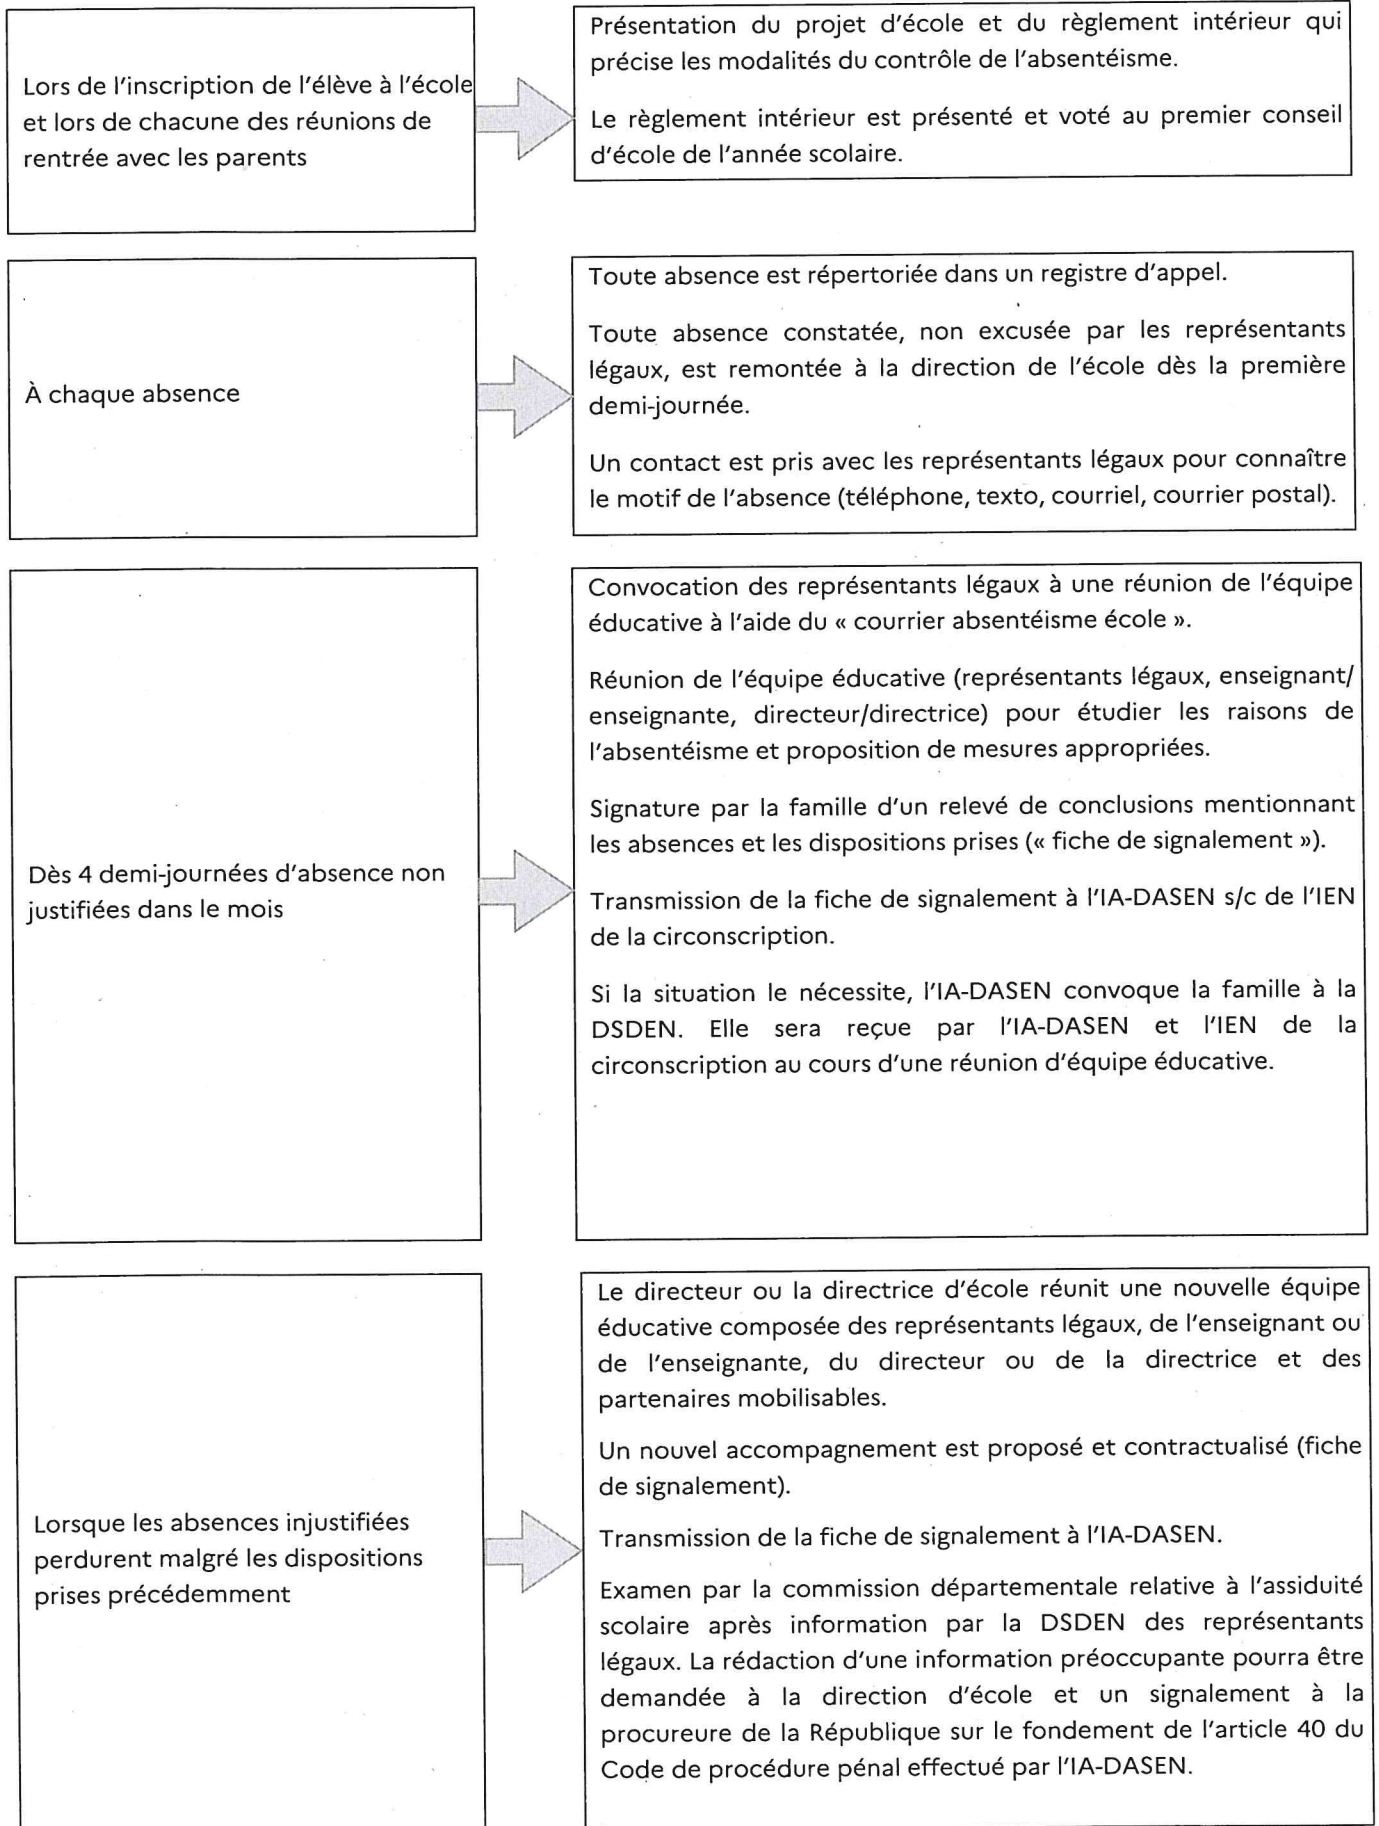 Lors de l'inscription de l'élève à l'école
et lors de chacune des réunions de
rentrée avec les parents
Présentation du projet d'école et du règlement intérieur qui
précise les modalités du contrôle de l'absentéisme.
Le règlement intérieur est présenté et voté au premier conseil
d'école de l'année scolaire.
À chaque absence
Toute absence est répertoriée dans un registre d'appel.
Toute absence constatée, non excusée par les représentants
légaux, est remontée à la direction de l'école dès la première
demi-journée.
Un contact est pris avec les représentants légaux pour connaître
le motif de l'absence (téléphone, texto, courriel, courrier postal).
Dès 4 demi-journées d'absence non
justifiées dans le mois
Convocation des représentants légaux à une réunion de l'équipe
éducative à l'aide du « courrier absentéisme école ».
Réunion de l'équipe éducative (représentants légaux, enseignant/
enseignante, directeur/directrice) pour étudier les raisons de
l'absentéisme et proposition de mesures appropriées.
Signature par la famille d'un relevé de conclusions mentionnant
les absences et les dispositions prises (« fiche de signalement »).
Transmission de la fiche de signalement à l'IA-DASEN s/c de l'IEN
de la circonscription.
Si la situation le nécessite, l'IA-DASEN convoque la famille à la
DSDEN. Elle sera reçue par l'IA-DASEN et l'IEN de la
circonscription au cours d'une réunion d'équipe éducative.
Lorsque les absences injustifiées
perdurent malgré les dispositions
prises précédemment
Le directeur ou la directrice d'école réunit une nouvelle équipe
éducative composée des représentants légaux, de l'enseignant ou
de l'enseignante, du directeur ou de la directrice et des
partenaires mobilisables.
Un nouvel accompagnement est proposé et contractualisé (fiche
de signalement).
Transmission de la fiche de signalement à l'IA-DASEN.
Examen par la commission départementale relative à l'assiduité
scolaire après information par la DSDEN des représentants
légaux. La rédaction d'une information préoccupante pourra être
demandée à la direction d'école et un signalement à la
procureure de la République sur le fondement de l'article 40 du
Code de procédure pénal effectué par l'IA-DASEN.